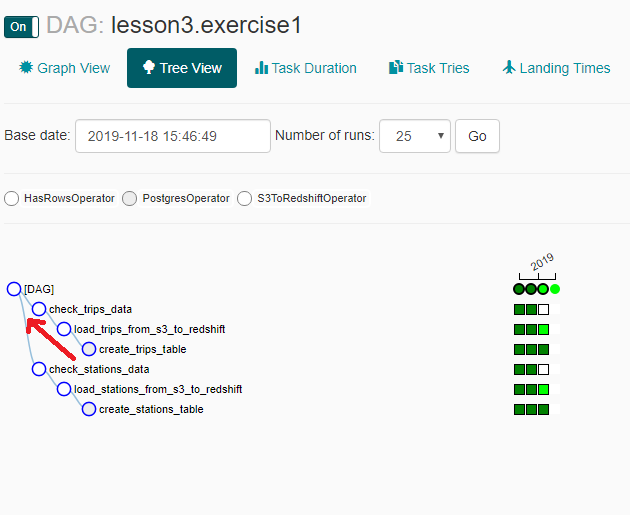 On DAG: lesson3.exercise1
Graph View Tree View Task Duration Task Tries Landing Times
Base date: 2019-11-18 15:46:49 Number of runs: 25 Go
HasRowsOperator PostgresOperator S3ToRedshiftOperator
2019
[DAG]
check_trips_data
load_trips_from_s3_to_redshift
create_trips_table
check_stations_data
load_stations_from_s3_to_redshift
create_stations_table